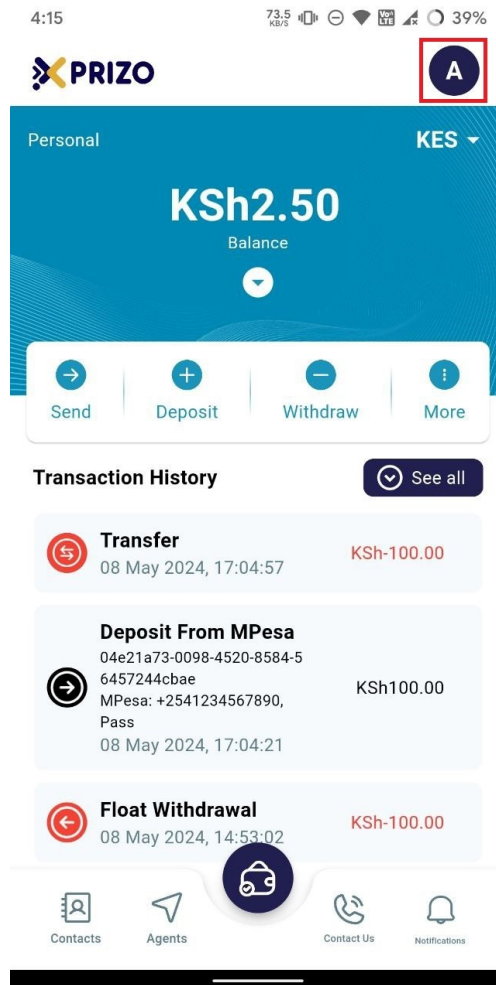 4:15 73.5 KB/S Vo) LTE 39%
PRIZO A
Personal KES
KSh2.50
Balance
Send Deposit Withdraw More
Transaction History See all
Transfer
KSh-100.00
08 May 2024, 17:04:57
Deposit From MPesa
04e21a73-0098-4520-8584-5
6457244cbae
KSh100.00
MPesa: +2541234567890,
Pass
08 May 2024, 17:04:21
Float Withdrawal
KSh-100.00
08 May 2024, 14:53:02
Contacts Agents Contact Us Notifications